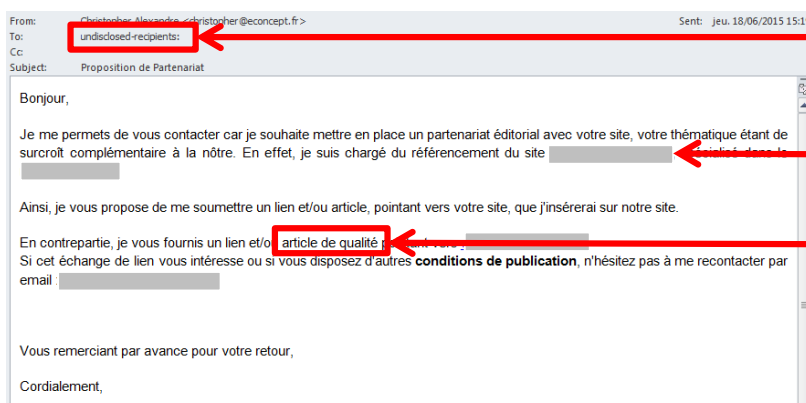 From: Christopher Alexandre <christopher@econcept.fr> Sent: jeu. 18/06/2015 15:1
To: undisclosed-recipients:
Cc:
Subject: Proposition de Partenariat
Bonjour,
Je me permets de vous contacter car je souhaite mettre en place un partenariat éditorial avec votre site, votre thématique étant de
surcroît complémentaire à la nôtre. En effet, je suis chargé du référencement du site spécialisé dans la
Ainsi, je vous propose de me soumettre un lien et/ou article, pointant vers votre site, que j'insérerai sur notre site.
En contrepartie, je vous fournis un lien et/ou article de qualité pointant vers
Si cet échange de lien vous intéresse ou si vous disposez d'autres conditions de publication, n'hésitez pas à me recontacter par
email :
Vous remerciant par avance pour votre retour,
Cordialement,